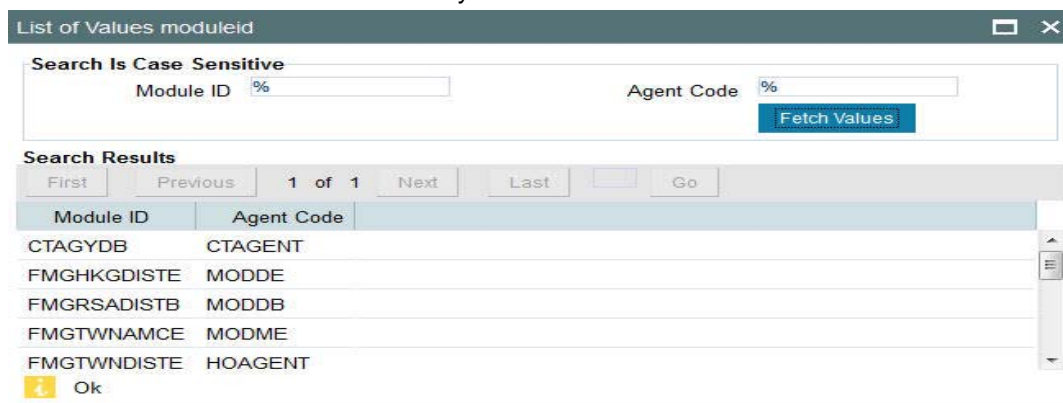 List of Values moduleid
Search Is Case Sensitive
Module ID % Agent Code %
Fetch Values
Search Results
First Previous 1 of 1 Next Last Go
Module ID Agent Code
CTAGYDB CTAGENT
FMGHKGDISTE MODDE
FMGRSADISTB MODDB
FMGTWNAMCE MODME
FMGTWNDISTE HOAGENT
Ok